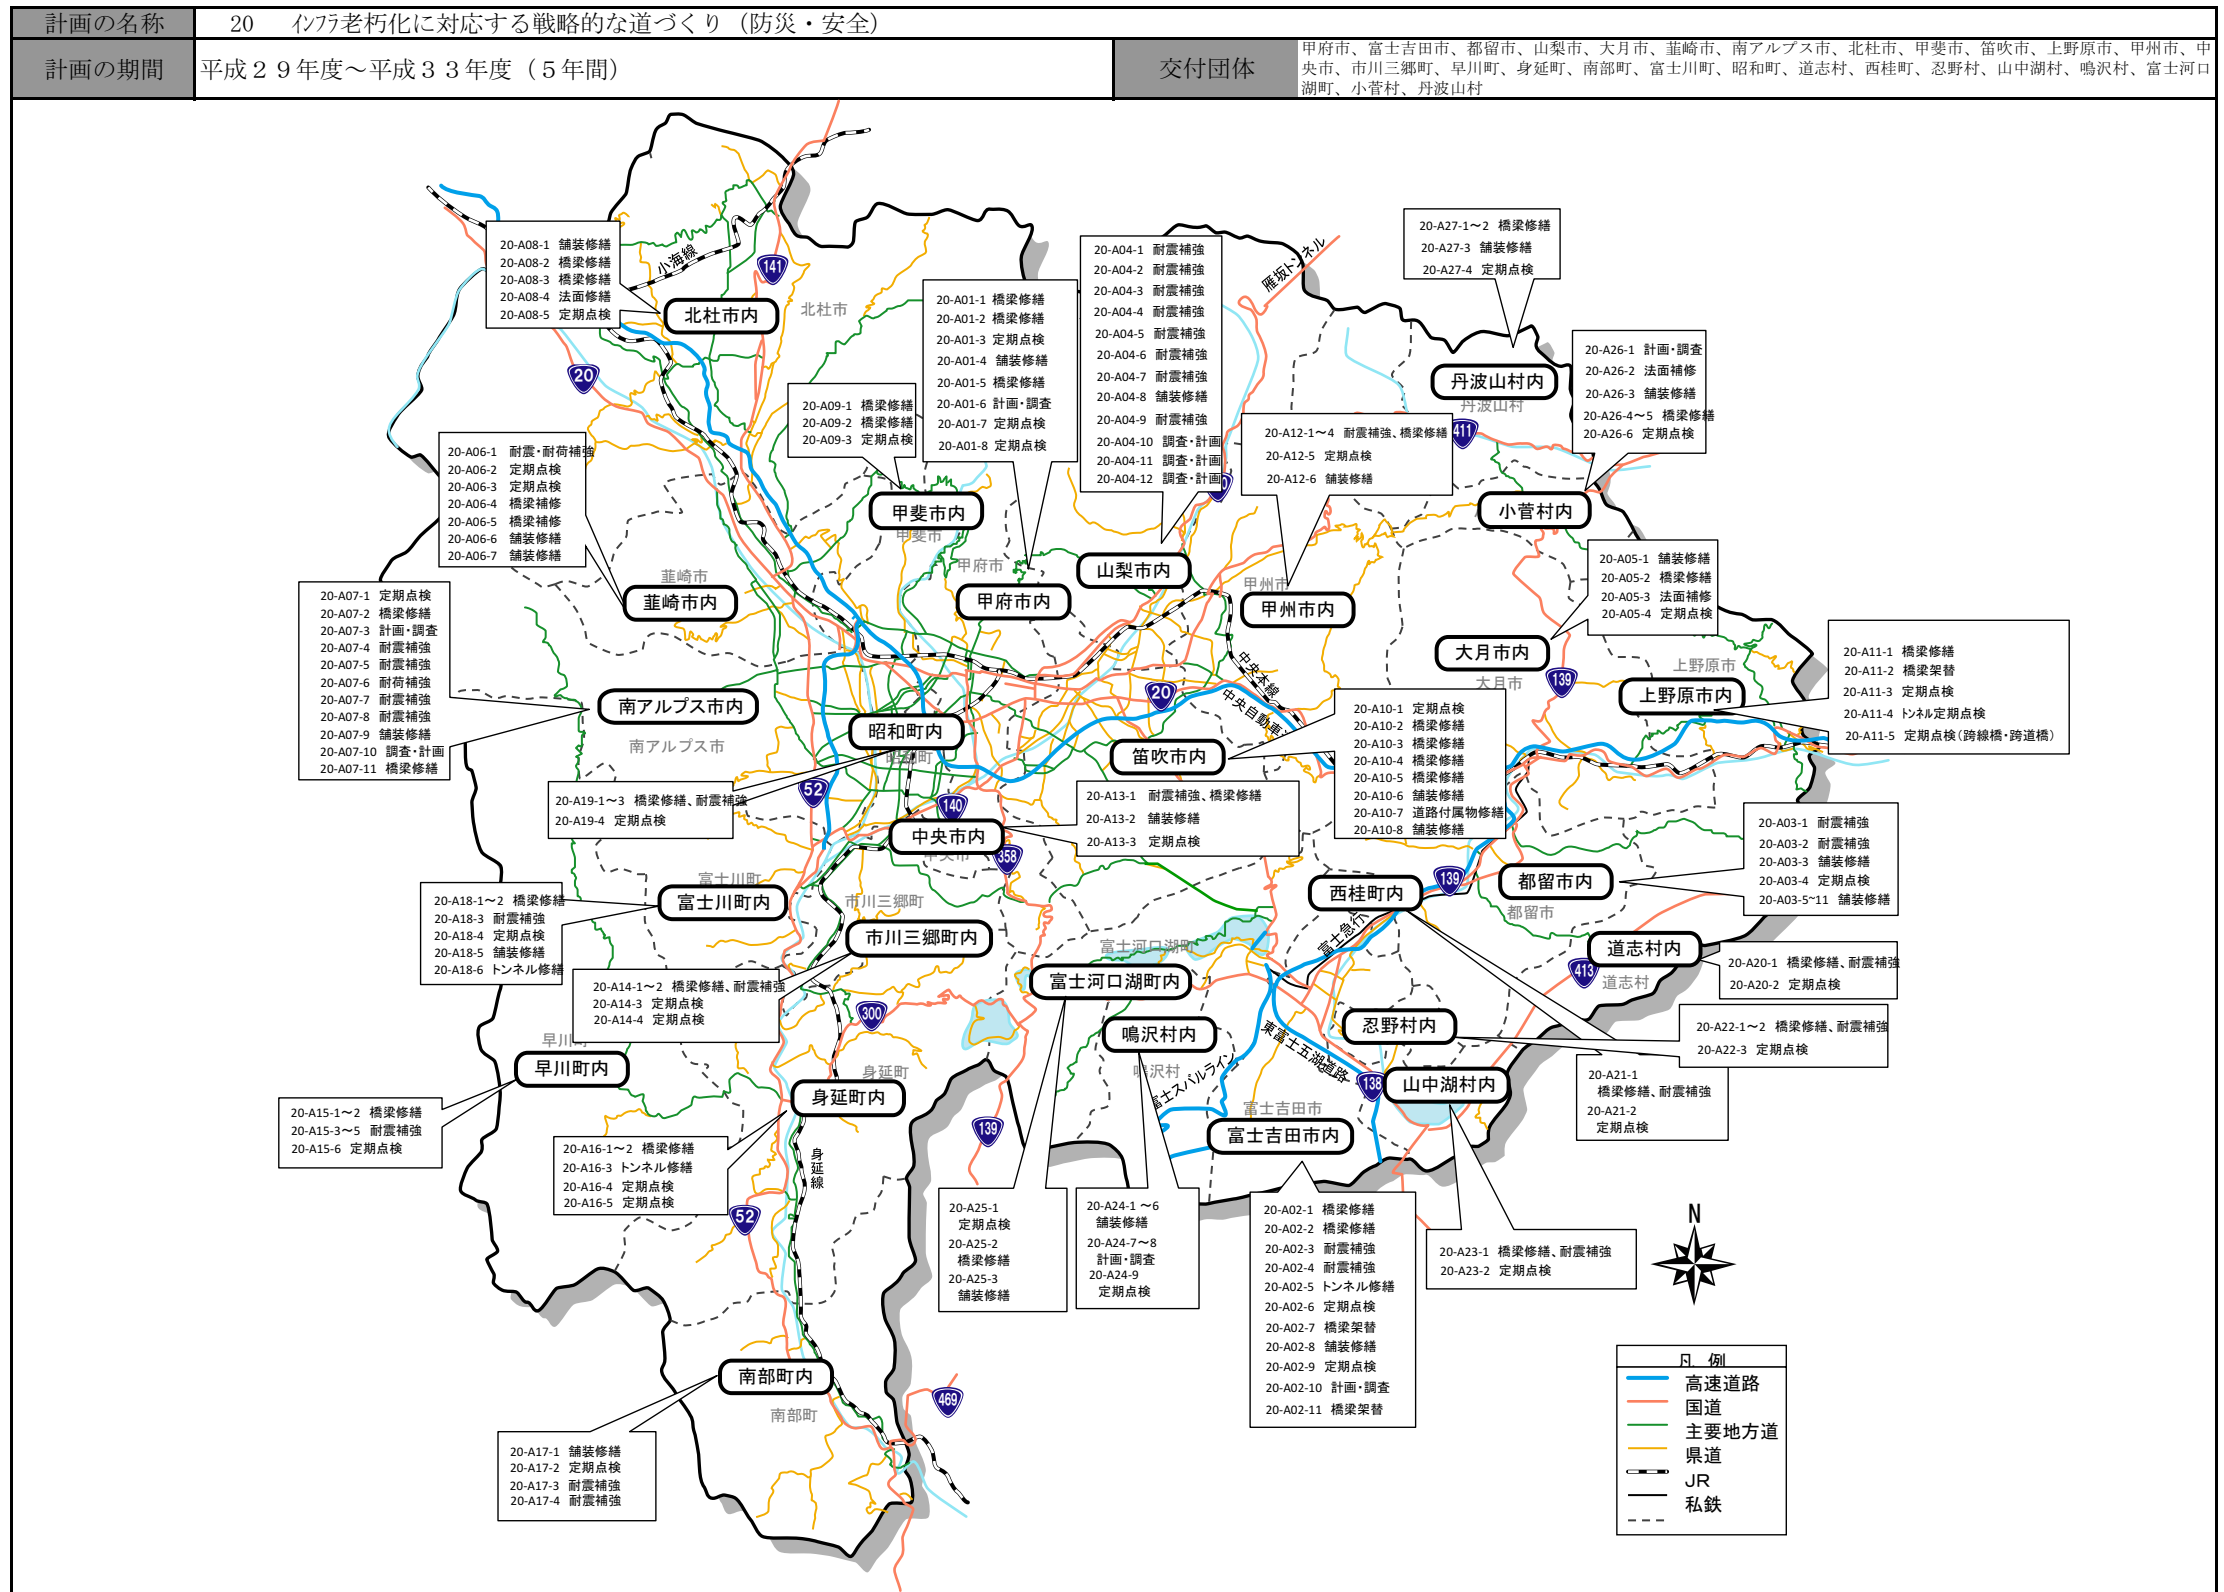 計画の名称
20 インフラ老朽化に対応する戦略的な道づくり（防災・安全）
計画の期間
平成２９年度～平成３３年度（５年間）
交付団体
甲府市、富士吉田市、都留市、山梨市、大月市、韮崎市、南アルプス市、北杜市、甲斐市、笛吹市、上野原市、甲州市、中
央市、市川三郷町、早川町、身延町、南部町、富士川町、昭和町、道志村、西桂町、忍野村、山中湖村、鳴沢村、富士河口
湖町、小菅村、丹波山村
20-A08-1 舗装修繕
20-A08-2 橋梁修繕
20-A08-3 橋梁修繕
20-A08-4 法面修繕
20-A08-5 定期点検
小海線
141
北杜市内
北杜市
20
20-A01-1 橋梁修繕
20-A01-2 橋梁修繕
20-A01-3 定期点検
20-A01-4 舗装修繕
20-A01-5 橋梁修繕
20-A01-6 計画・調査
20-A01-7 定期点検
20-A01-8 定期点検
20-A04-1 耐震補強
20-A04-2 耐震補強
20-A04-3 耐震補強
20-A04-4 耐震補強
20-A04-5 耐震補強
20-A04-6 耐震補強
20-A04-7 耐震補強
20-A04-8 舗装修繕
20-A04-9 耐震補強
20-A04-10 調査・計画
20-A04-11 調査・計画
20-A04-12 調査・計画
雁坂トンネル
20-A27-1～2 橋梁修繕
20-A27-3 舗装修繕
20-A27-4 定期点検
丹波山村内
丹波山村
411
20-A26-1 計画・調査
20-A26-2 法面補修
20-A26-3 舗装修繕
20-A26-4～5 橋梁修繕
20-A26-6 定期点検
20-A09-1 橋梁修繕
20-A09-2 橋梁修繕
20-A09-3 定期点検
20-A12-1～4 耐震補強、橋梁修繕
20-A12-5 定期点検
20-A12-6 舗装修繕
20-A06-1 耐震・耐荷補強
20-A06-2 定期点検
20-A06-3 定期点検
20-A06-4 橋梁補修
20-A06-5 橋梁補修
20-A06-6 舗装修繕
20-A06-7 舗装修繕
甲斐市内
甲斐市
小菅村内
韮崎市
韮崎市内
甲府市
甲府市内
山梨市内
甲州市
甲州市内
20-A05-1 舗装修繕
20-A05-2 橋梁修繕
20-A05-3 法面補修
20-A05-4 定期点検
大月市内
大月市
139
上野原市
上野原市内
20-A11-1 橋梁修繕
20-A11-2 橋梁架替
20-A11-3 定期点検
20-A11-4 トンネル定期点検
20-A11-5 定期点検（跨線橋・跨道橋）
20-A07-1 定期点検
20-A07-2 橋梁修繕
20-A07-3 計画・調査
20-A07-4 耐震補強
20-A07-5 耐震補強
20-A07-6 耐荷補強
20-A07-7 耐震補強
20-A07-8 耐震補強
20-A07-9 舗装修繕
20-A07-10 調査・計画
20-A07-11 橋梁修繕
南アルプス市内
南アルプス市
昭和町内
昭和町
中央本線
中央自動車
20
笛吹市内
20-A10-1 定期点検
20-A10-2 橋梁修繕
20-A10-3 橋梁修繕
20-A10-4 橋梁修繕
20-A10-5 橋梁修繕
20-A10-6 舗装修繕
20-A10-7 道路付属物修繕
20-A10-8 舗装修繕
20-A19-1～3 橋梁修繕、耐震補強
20-A19-4 定期点検
52
140
中央市内
中央市
358
20-A13-1 耐震補強、橋梁修繕
20-A13-2 舗装修繕
20-A13-3 定期点検
20-A03-1 耐震補強
20-A03-2 耐震補強
20-A03-3 舗装修繕
20-A03-4 定期点検
20-A03-5~11 舗装修繕
139
都留市内
都留市
西桂町内
20-A18-1～2 橋梁修繕
20-A18-3 耐震補強
20-A18-4 定期点検
20-A18-5 舗装修繕
20-A18-6 トンネル修繕
富士川町
富士川町内
市川三郷町
市川三郷町内
富士急行
富士河口湖町
富士河口湖町内
道志村内
道志村
413
20-A20-1 橋梁修繕、耐震補強
20-A20-2 定期点検
20-A14-1～2 橋梁修繕、耐震補強
20-A14-3 定期点検
20-A14-4 定期点検
300
鳴沢村内
鳴沢村
忍野村内
20-A22-1～2 橋梁修繕、耐震補強
20-A22-3 定期点検
東富士五湖道路
富士スバルライン
138
山中湖村内
20-A21-1
橋梁修繕、耐震補強
20-A21-2
定期点検
早川町
早川町内
身延町
身延町内
139
富士吉田市
富士吉田市内
20-A15-1～2 橋梁修繕
20-A15-3～5 耐震補強
20-A15-6 定期点検
20-A16-1～2 橋梁修繕
20-A16-3 トンネル修繕
20-A16-4 定期点検
20-A16-5 定期点検
身延線
52
20-A25-1
定期点検
20-A25-2
橋梁修繕
20-A25-3
舗装修繕
20-A24-1 ～6
舗装修繕
20-A24-7～8
計画・調査
20-A24-9
定期点検
20-A02-1 橋梁修繕
20-A02-2 橋梁修繕
20-A02-3 耐震補強
20-A02-4 耐震補強
20-A02-5 トンネル修繕
20-A02-6 定期点検
20-A02-7 橋梁架替
20-A02-8 舗装修繕
20-A02-9 定期点検
20-A02-10 計画・調査
20-A02-11 橋梁架替
20-A23-1 橋梁修繕、耐震補強
20-A23-2 定期点検
N
南部町内
南部町
469
20-A17-1 舗装修繕
20-A17-2 定期点検
20-A17-3 耐震補強
20-A17-4 耐震補強
凡 例
高速道路
国道
主要地方道
県道
JR
私鉄